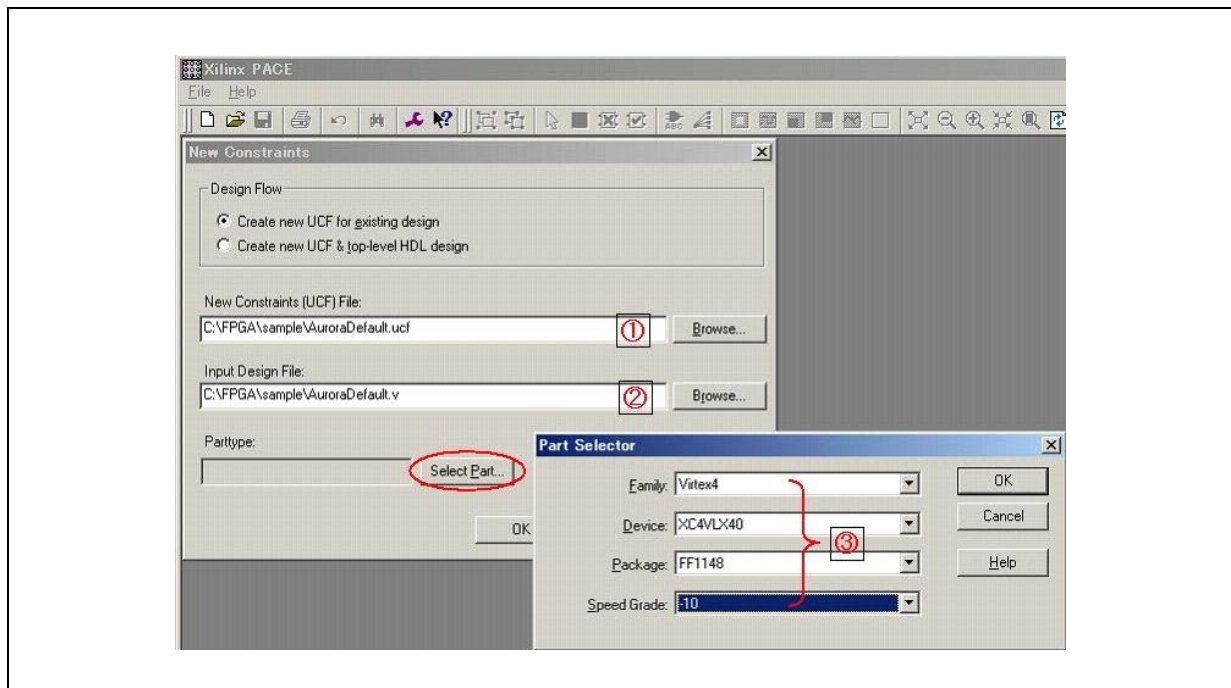 Xilinx PACE
File Help
ABC
New Constraints
Design Flow
Create new UCF for existing design
Create new UCF & top-level HDL design
New Constraints (UCF) File:
C:\FPGA\sample\AuroraDefault.ucf ① Browse...
Input Design File:
C:\FPGA\sample\AuroraDefault.v ② Browse...
Parttype:
Select Part...
OK
Part Selector
Family: Virtex4 OK
Device: XC4VLX40 Cancel
③
Package: FF1148 Help
Speed Grade: -10